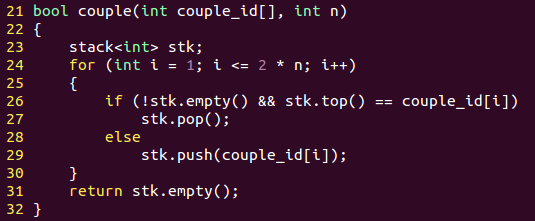 21 bool couple(int couple_id[], int n)
22 {
23     stack<int> stk;
24     for (int i = 1; i <= 2 * n; i++)
25     {
26         if (!stk.empty() && stk.top() == couple_id[i])
27             stk.pop();
28         else
29             stk.push(couple_id[i]);
30     }
31     return stk.empty();
32 }